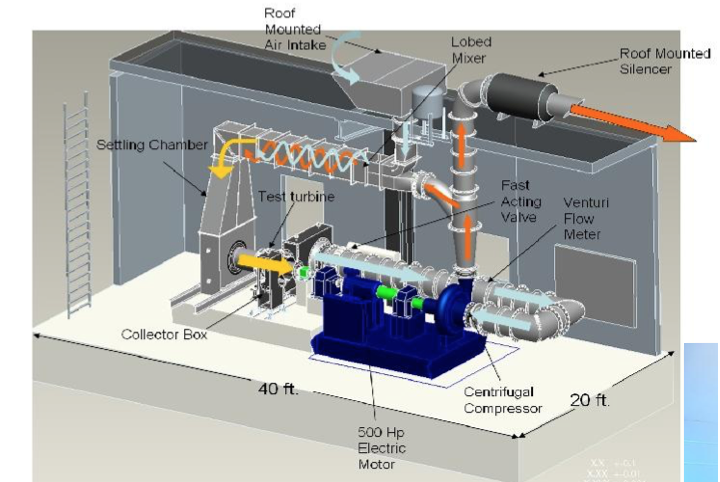 Roof
Mounted
Air Intake
Lobed
Mixer
Roof Mounted
Silencer
Settling Chamber
Test turbine
Fast
Acting
Valve
Venturi
Flow
Meter
Collector Box
40 ft.
Centrifugal
Compressor
20 ft.
500 Hp
Electric
Motor